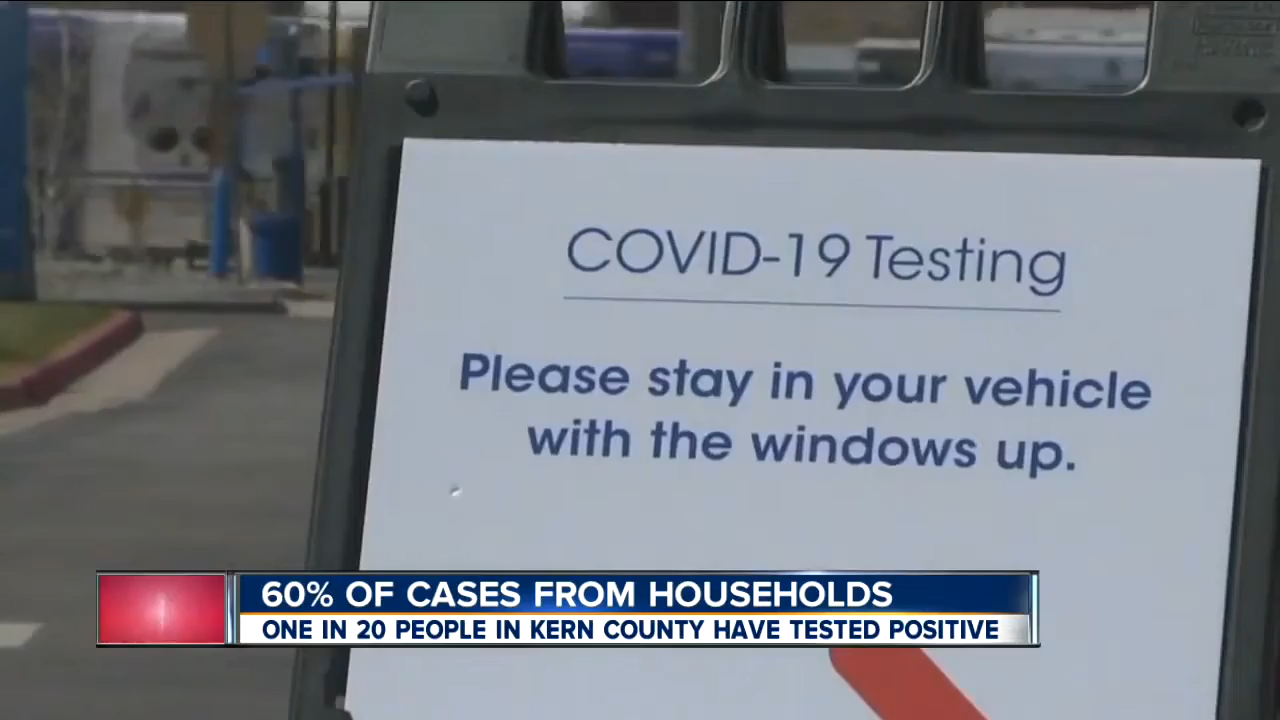 COVID-19 Testing
Please stay in your vehicle
with the windows up.
60% OF CASES FROM HOUSEHOLDS
ONE IN 20 PEOPLE IN KERN COUNTY HAVE TESTED POSITIVE